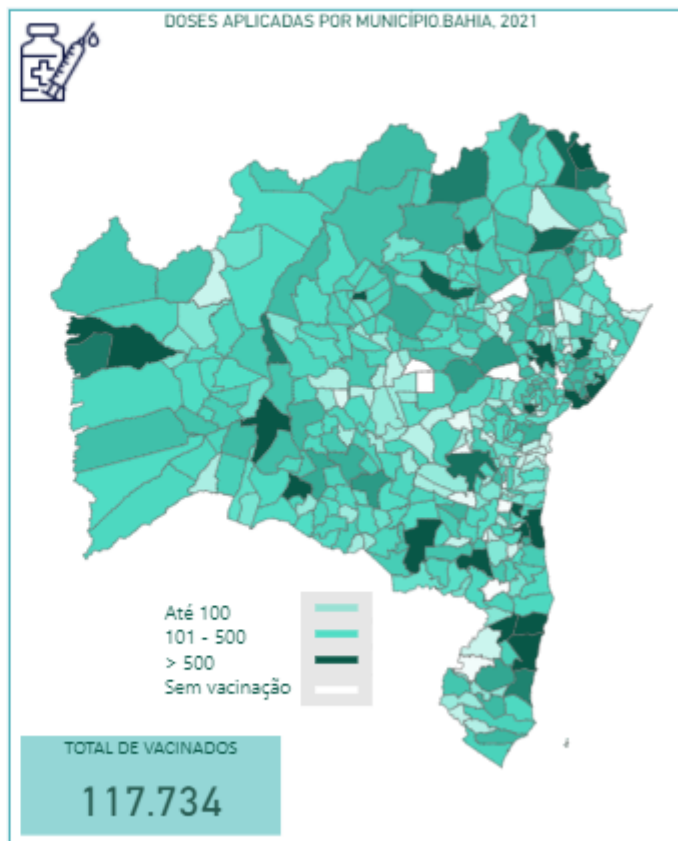 DOSES APLICADAS POR MUNICÍPIO.BAHIA, 2021
Até 100
101 - 500
> 500
Sem vacinação
TOTAL DE VACINADOS
117.734